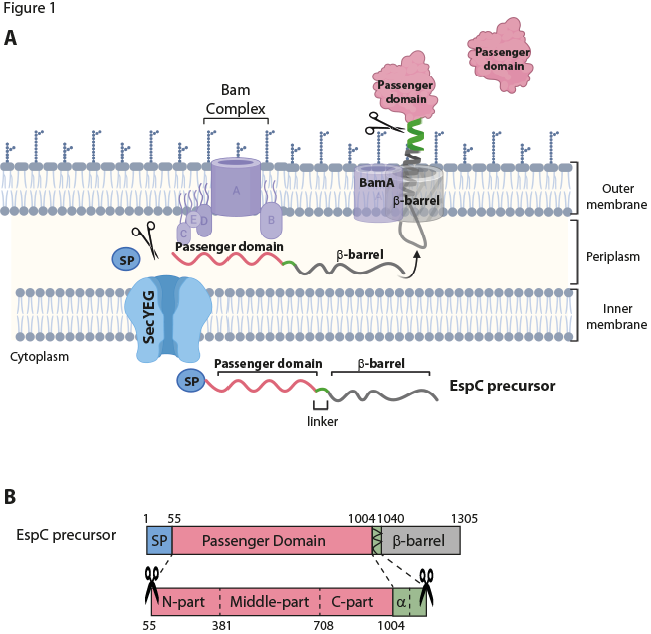 Figure 1
A
Passenger
domain
Passenger
domain
Bam
Complex
A
E
D
C
B
BamA
A
β-barrel
Outer
membrane
SP
Passenger domain
β-barrel
Periplasm
SecYEG
Inner
membrane
Cytoplasm
SP
Passenger domain
β-barrel
EspC precursor
linker
B
1 55 1004 1040 1305
EspC precursor
SP Passenger Domain β-barrel
N-part Middle-part C-part α
55 381 708 1004